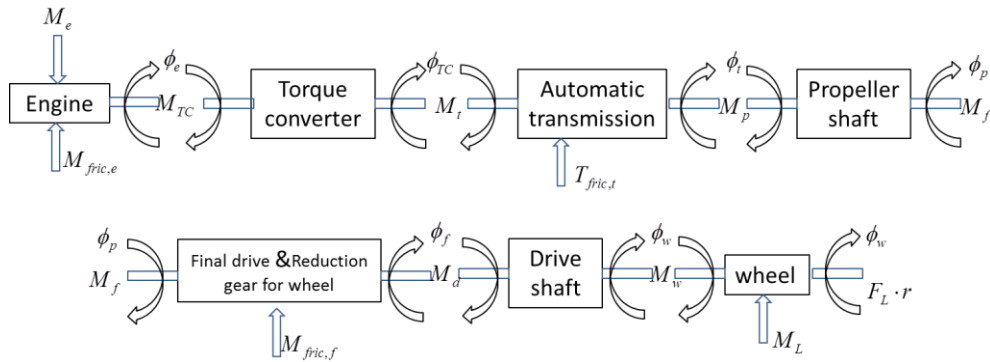 M_e
ϕ_e
ϕ_TC
ϕ_t
ϕ_p
Engine
M_TC
Torque
converter
M_t
Automatic
transmission
M_p
Propeller
shaft
M_f
M_fric,e
T_fric,t
ϕ_p
ϕ_f
ϕ_w
ϕ_w
M_f
Final drive &Reduction
gear for wheel
M_d
Drive
shaft
M_w
wheel
F_L · r
M_fric,f
M_L